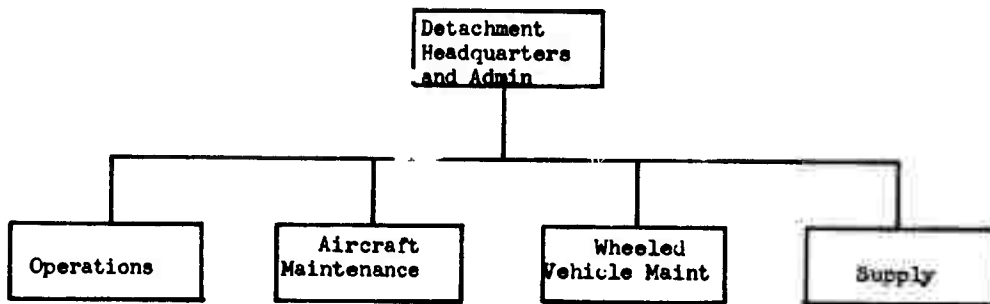 Detachment
Headquarters
and Admin
Operations
Aircraft
Maintenance
Wheeled
Vehicle Maint
Supply